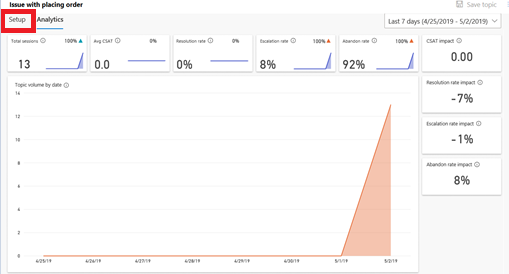 Issue with placing order
Save topic
Setup Analytics
Last 7 days (4/25/2019 - 5/2/2019)
Total sessions 100%
13
Avg CSAT 0%
0.0
Resolution rate 0%
0%
Escalation rate 100%
8%
Abandon rate 100%
92%
CSAT impact
0.00
Resolution rate impact
-7%
Escalation rate impact
-1%
Abandon rate impact
8%
Topic volume by date
14
12
10
8
6
4
2
0
4/25/19 4/26/19 4/27/19 4/28/19 4/29/19 4/30/19 5/1/19 5/2/19